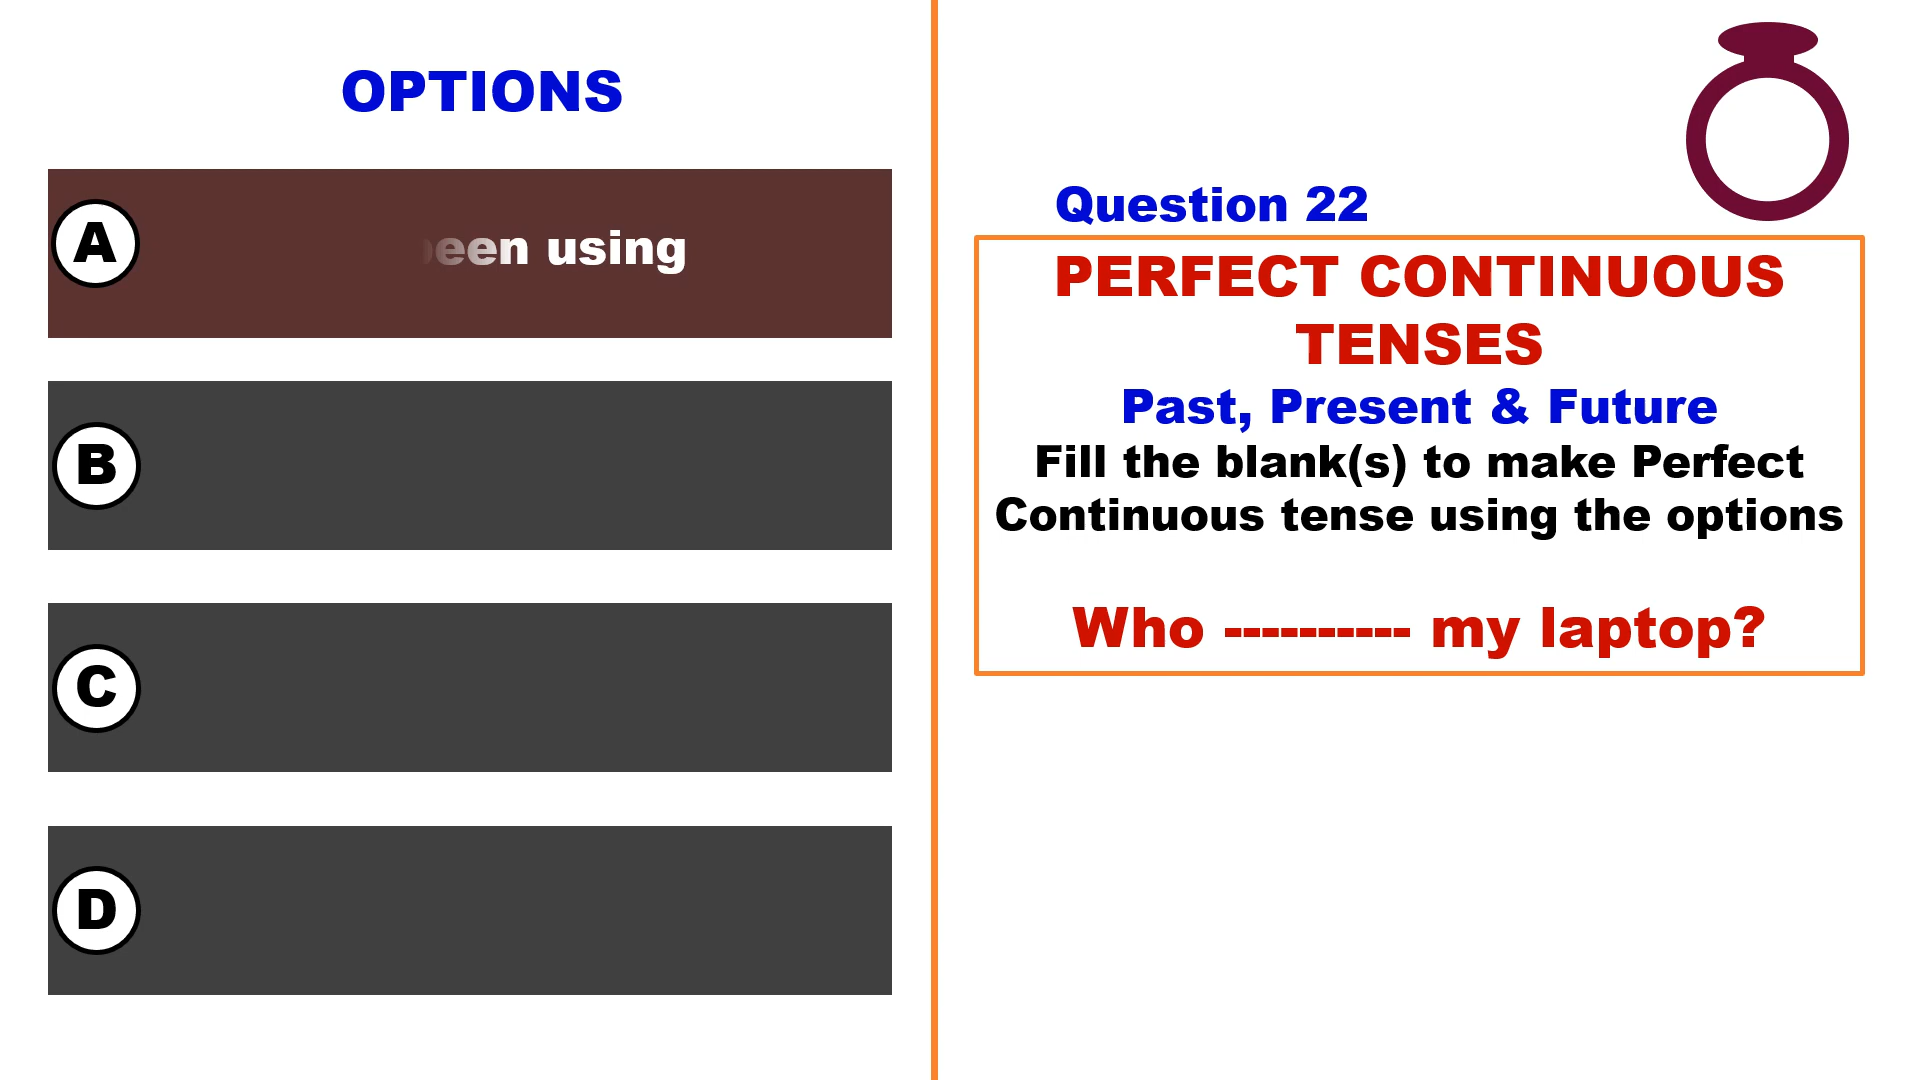 OPTIONS
A
been using
B
C
D
Question 22
PERFECT CONTINUOUS
TENSES
Past, Present & Future
Fill the blank(s) to make Perfect
Continuous tense using the options
Who ---------- my laptop?